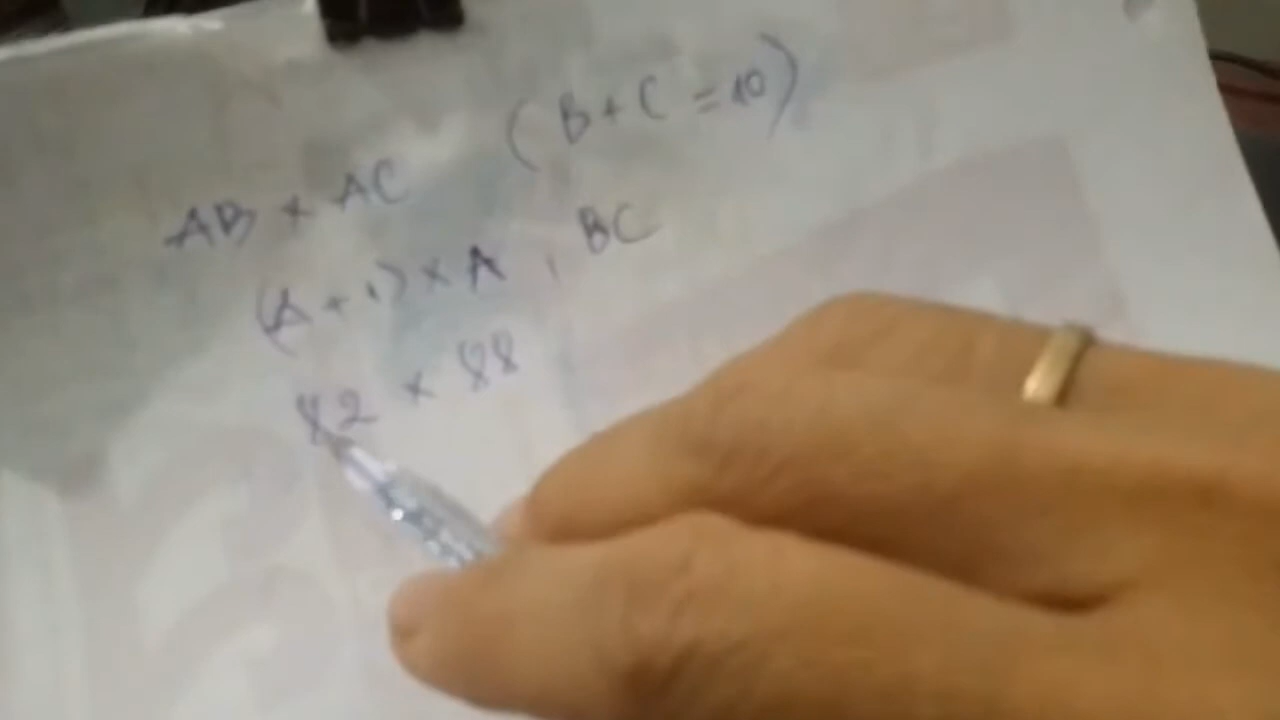 AB × AC (B + C = 10)
(A + 1) × A , BC
82 × 88